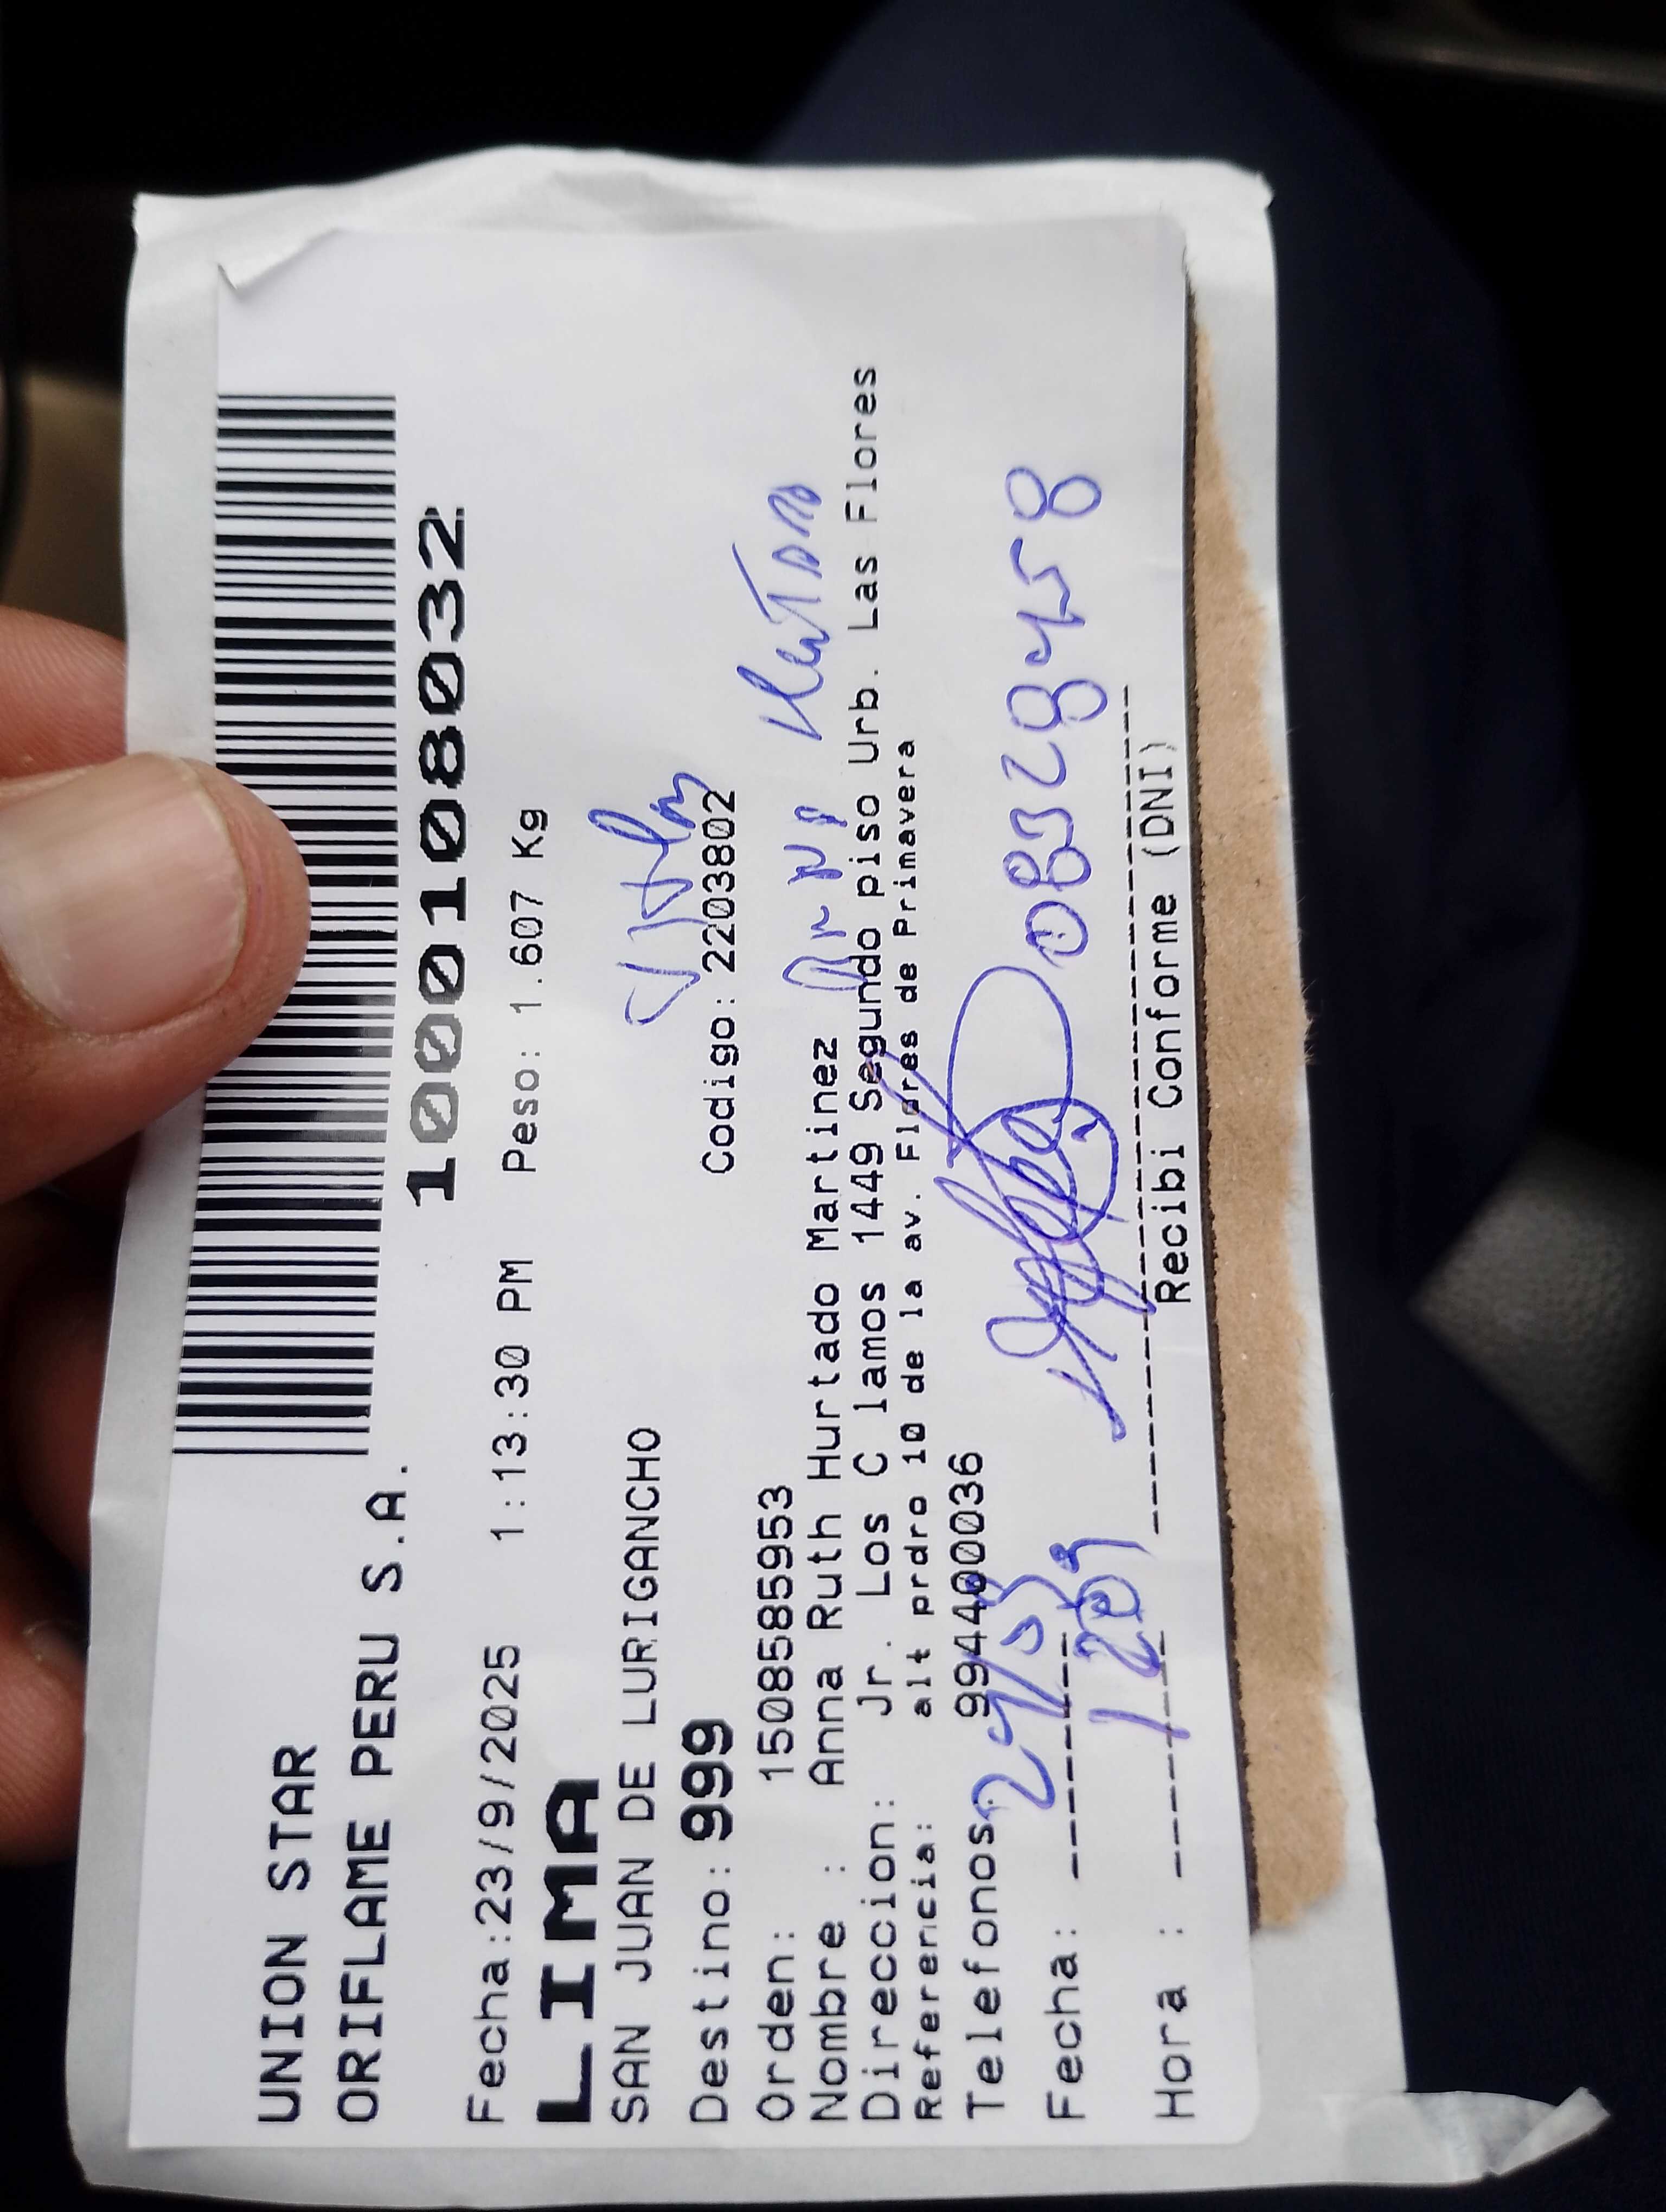 UNION STAR
ORIFLAME PERU S.A.
1000108032
Fecha:23/9/2025 1:13:30 PM Peso: 1.607 Kg
LIMA
SAN JUAN DE LURIGANCHO
Destino: 999 Codigo: 2203802
Orden: 1508585953
Nombre : Anna Ruth Hurtado Martinez
Direccion: Jr. Los C lamos 1449 Segundo piso Urb. Las Flores
Referencia: alt prdro 10 de la av. Flores de Primavera
Telefonos: 994400036
08328458
Fecha:
Hora :
Recibi Conforme (DNI)